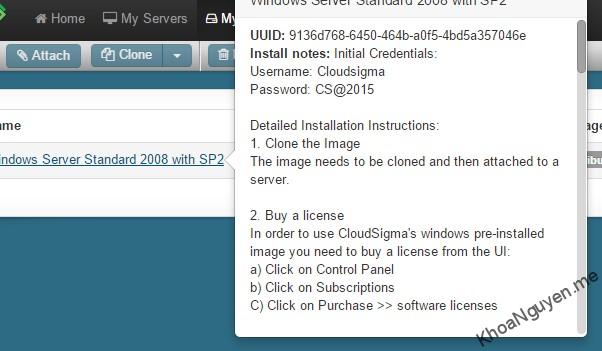 Windows Server Standard 2008 with SP2
Home
My Servers
My
Attach
Clone
UUID: 9136d768-6450-464b-a0f5-4bd5a357046e
Install notes: Initial Credentials:
Username: Cloudsigma
Password: CS@2015
Detailed Installation Instructions:
1. Clone the Image
The image needs to be cloned and then attached to a
server.
2. Buy a license
In order to use CloudSigma's windows pre-installed
image you need to buy a license from the UI:
a) Click on Control Panel
b) Click on Subscriptions
C) Click on Purchase >> software licenses
ame
age
indows Server Standard 2008 with SP2
ibu
KhoaNguyen.me